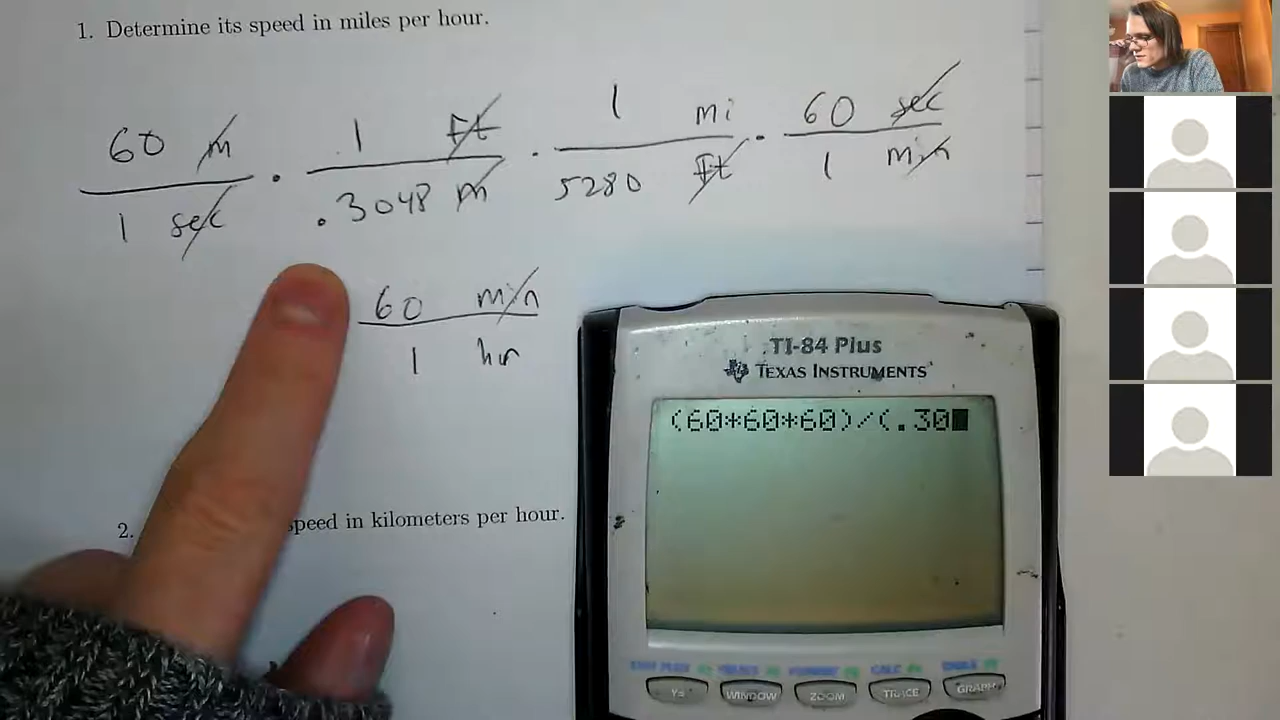 1. Determine its speed in miles per hour.
60 m 1 ft 1 mi 60 sec
1 sec .3048 m 5280 ft 1 min
60 min
1 hr
2. speed in kilometers per hour.
TI-84 Plus
TEXAS INSTRUMENTS
(60*60*60)/(.30
CALC
Y= WINDOW ZOOM TRACE GRAPH